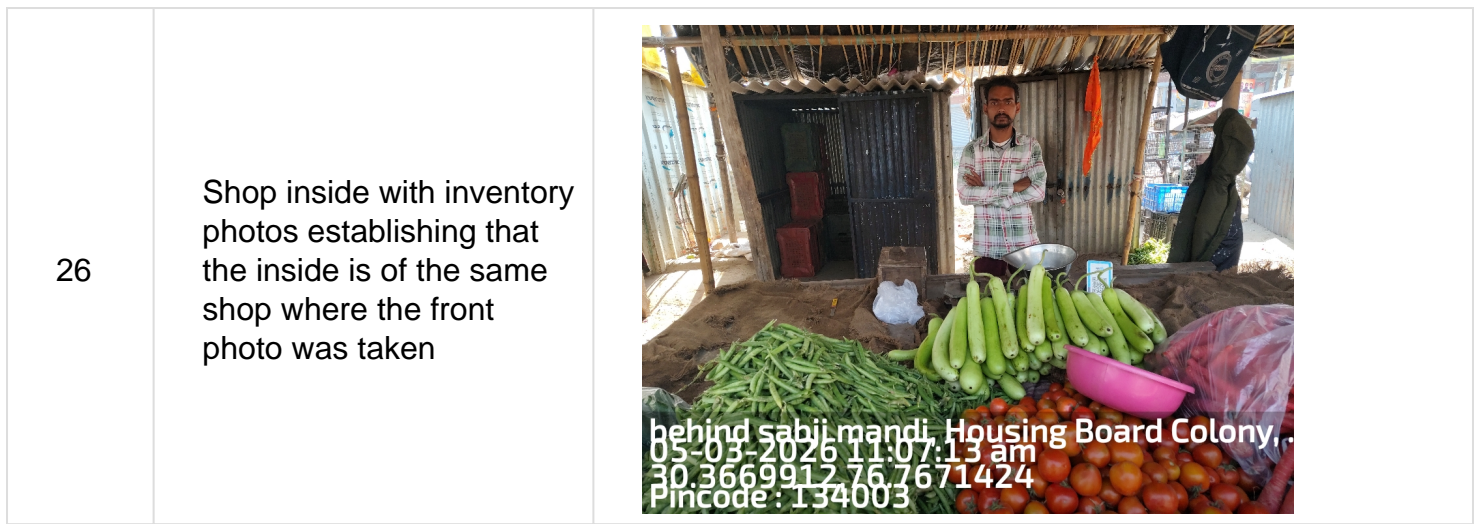 26
Shop inside with inventory
photos establishing that
the inside is of the same
shop where the front
photo was taken
behind sabji mandi, Housing Board Colony, .
05-03-2026 11:07:13 am
30.3669912,76.7671424
Pincode : 134003